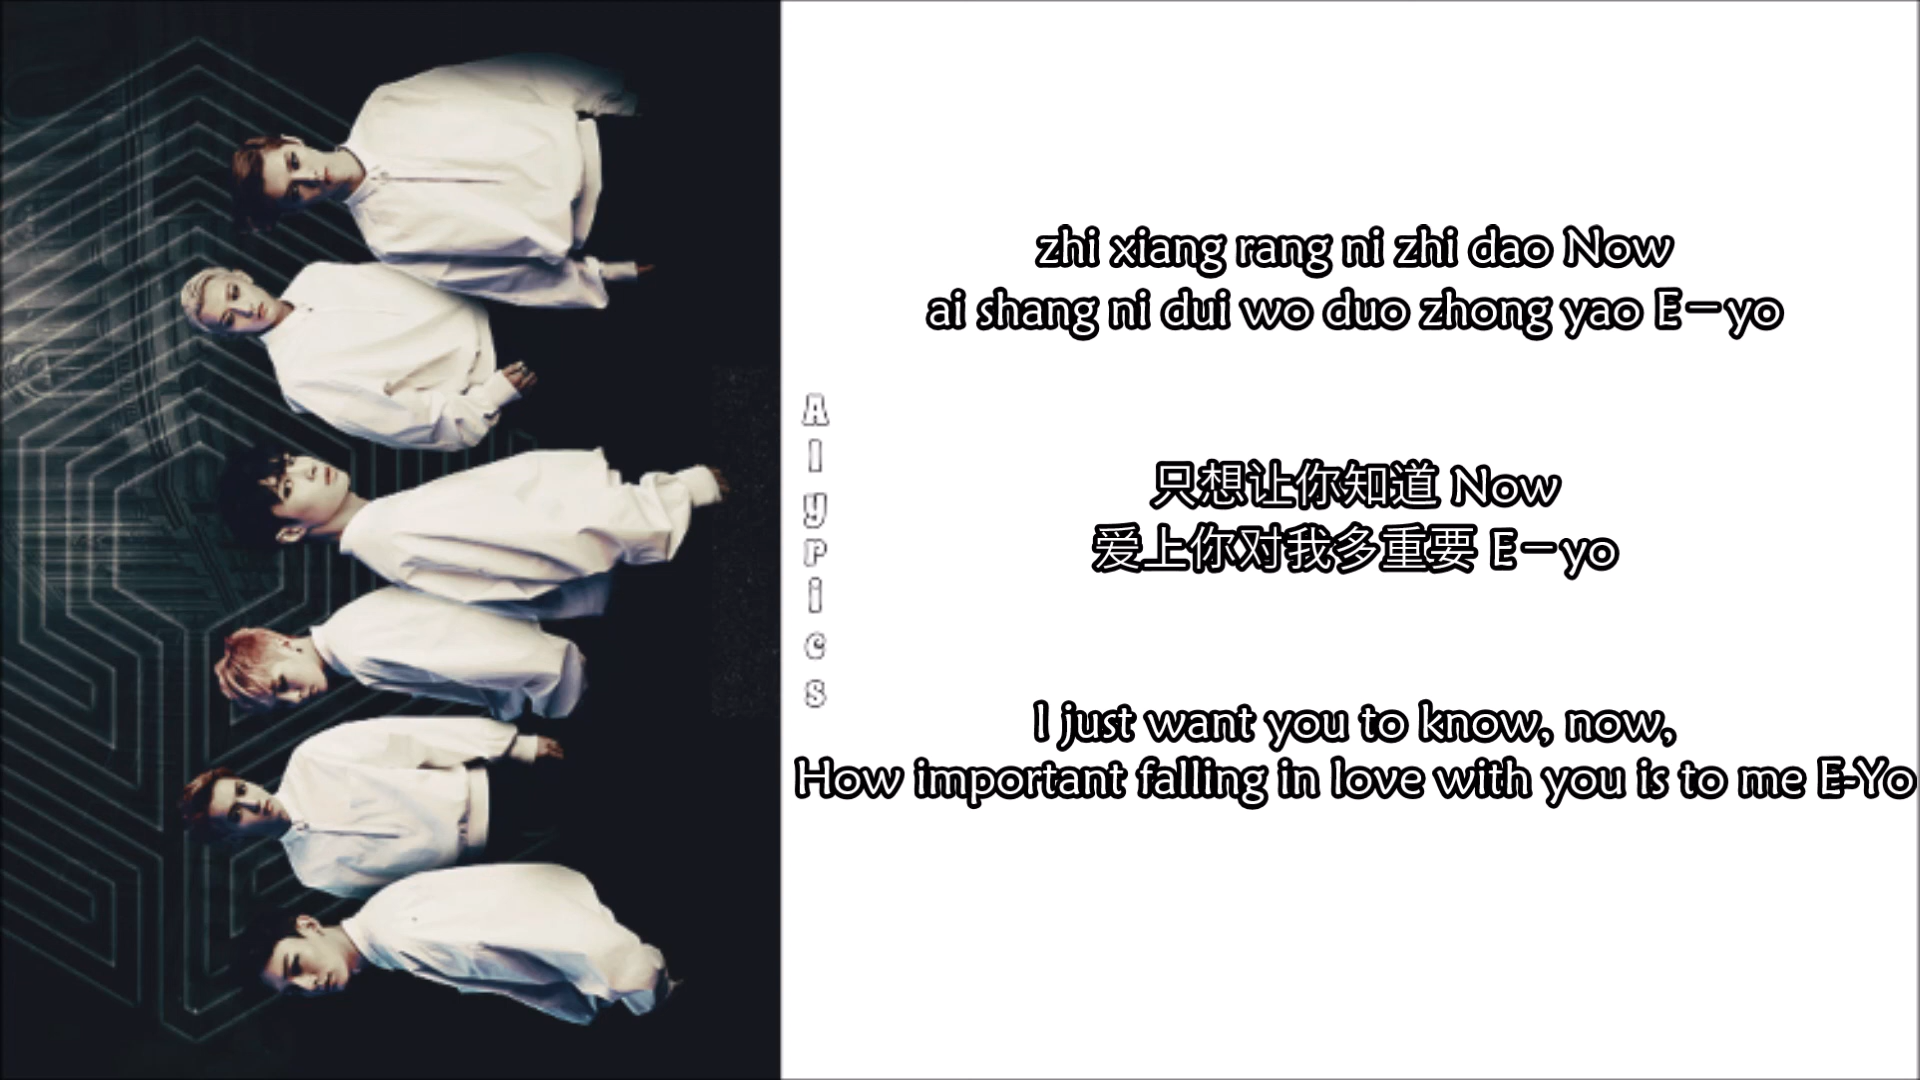 zhi xiang rang ni zhi dao Now
ai shang ni dui wo duo zhong yao E－yo
只想让你知道 Now
爱上你对我多重要 E－yo
I just want you to know, now,
How important falling in love with you is to me E-Yo
Alyrics